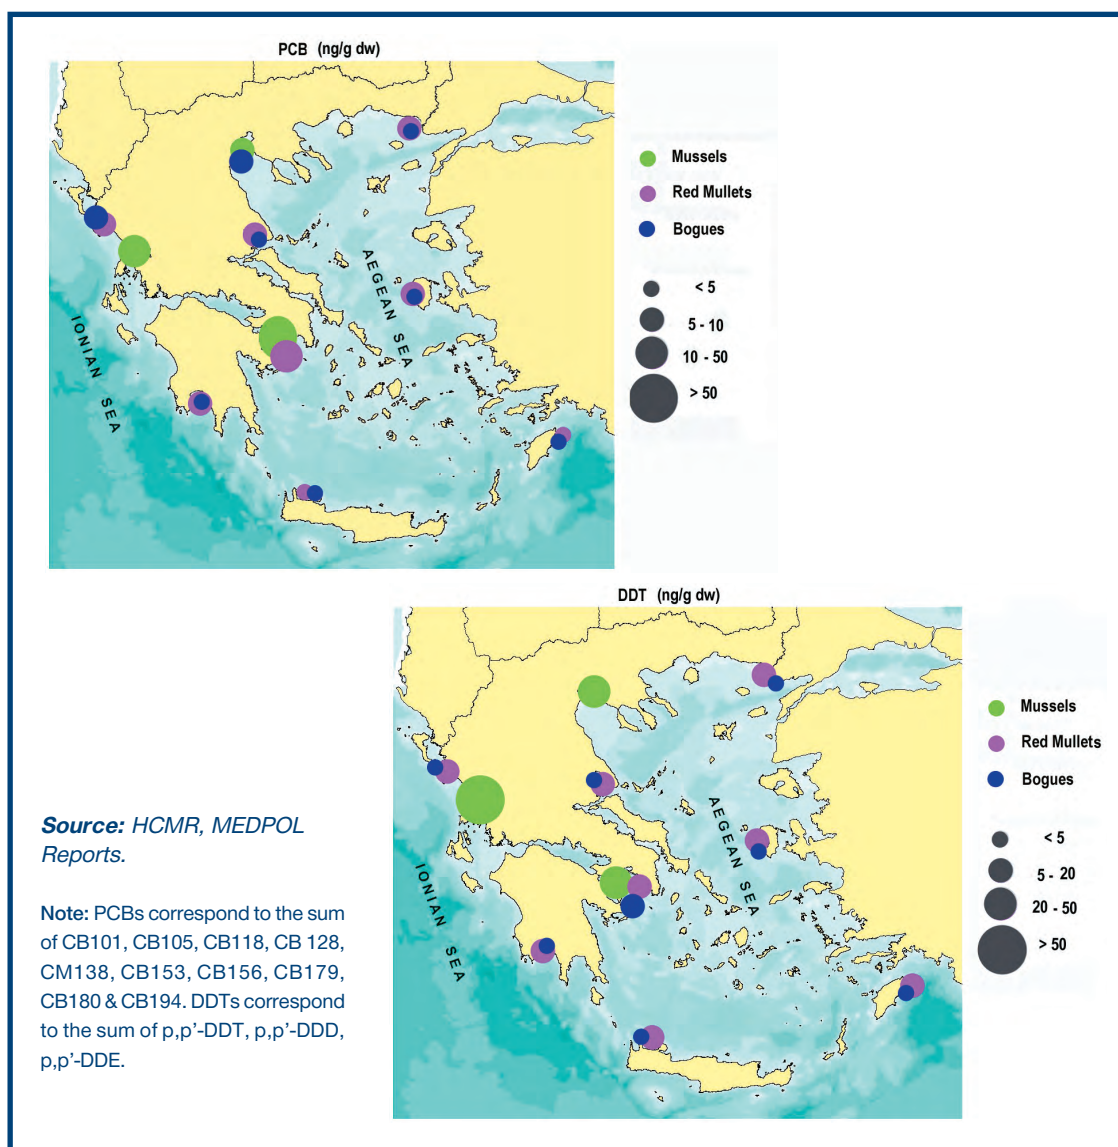 PCB (ng/g dw)
Mussels
Red Mullets
Bogues
< 5
5 - 10
10 - 50
> 50
AEGEAN SEA
IONIAN SEA
DDT (ng/g dw)
Mussels
Red Mullets
Bogues
< 5
5 - 20
20 - 50
> 50
AEGEAN SEA
IONIAN SEA
Source: HCMR, MEDPOL
Reports.
Note: PCBs correspond to the sum
of CB101, CB105, CB118, CB 128,
CM138, CB153, CB156, CB179,
CB180 & CB194. DDTs correspond
to the sum of p,p’-DDT, p,p’-DDD,
p,p’-DDE.